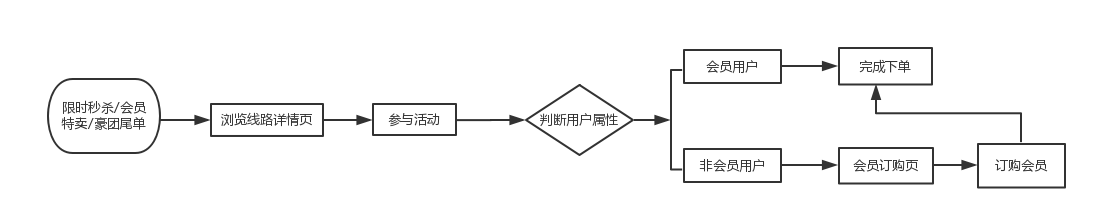 限时秒杀/会员
特卖/豪团尾单
浏览线路详情页
参与活动
判断用户属性
会员用户
完成下单
非会员用户
会员订购页
订购会员